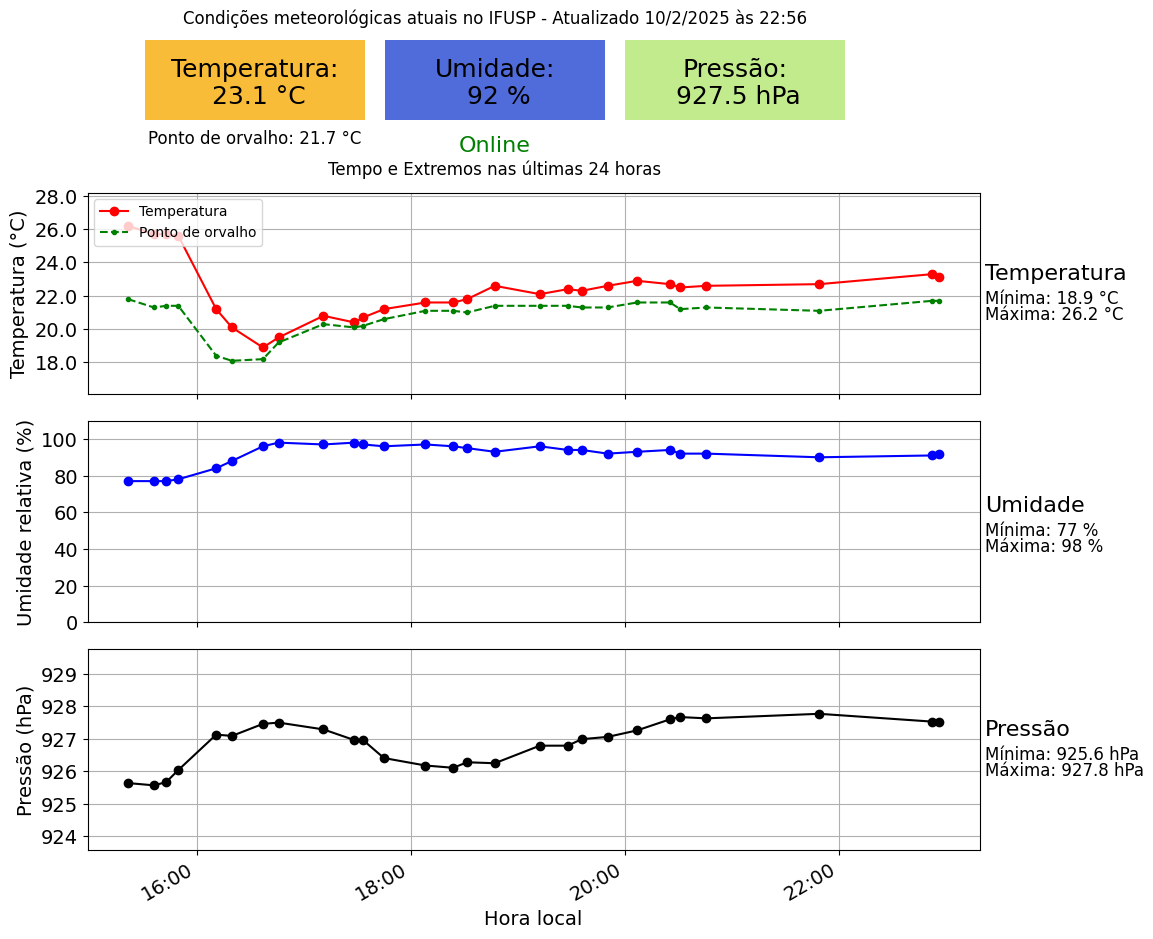 Condições meteorológicas atuais no IFUSP - Atualizado 10/2/2025 às 22:56
Temperatura:
23.1 °C
Umidade:
92 %
Pressão:
927.5 hPa
Ponto de orvalho: 21.7 °C
Online
Tempo e Extremos nas últimas 24 horas
Temperatura (°C)
28.0
26.0
24.0
22.0
20.0
18.0
Temperatura
Ponto de orvalho
Temperatura
Mínima: 18.9 °C
Máxima: 26.2 °C
Umidade relativa (%)
100
80
60
40
20
0
Umidade
Mínima: 77 %
Máxima: 98 %
Pressão (hPa)
929
928
927
926
925
924
Pressão
Mínima: 925.6 hPa
Máxima: 927.8 hPa
16:00
18:00
20:00
22:00
Hora local